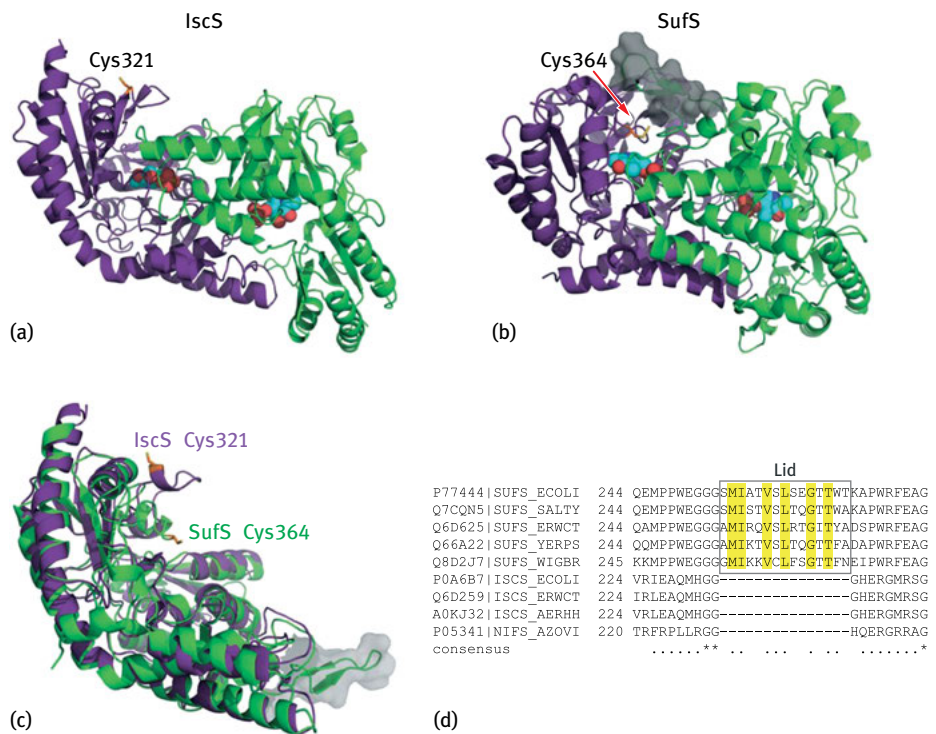 IscS
Cys321
(a)
SufS
Cys364
(b)
IscS Cys321
SufS Cys364
(c)
Lid
P77444|SUFS_ECOLI 244 QEMPPWEGGGSMIATVSLSEGTTWTKAPWRFEAG
Q7CQN5|SUFS_SALTY 244 QEMPPWEGGGSMISTVSLTQGTTWAKAPWRFEAG
Q6D625|SUFS_ERWCT 244 QAMPPWEGGGAMIRQVSLRTGITYADSPWRFEAG
Q66A22|SUFS_YERPS 244 QQMPPWEGGGAMIKTVSLTQGTTFADAPWRFEAG
Q8D2J7|SUFS_WIGBR 245 KKMPPWEGGGGMIKKVCLFSGTTFNEIPWRFEAG
P0A6B7|ISCS_ECOLI 224 VRIEAQMHGG---------------GHERGMRSG
Q6D259|ISCS_ERWCT 224 IRLEAQMHGG---------------GHERGMRSG
A0KJ32|ISCS_AERHH 224 VRLEAQMHGG---------------GHERGMRSG
P05341|NIFS_AZOVI 220 TRFRPLLRGG---------------HQERGRRAG
consensus ......** .. ... . .. .......*
(d)